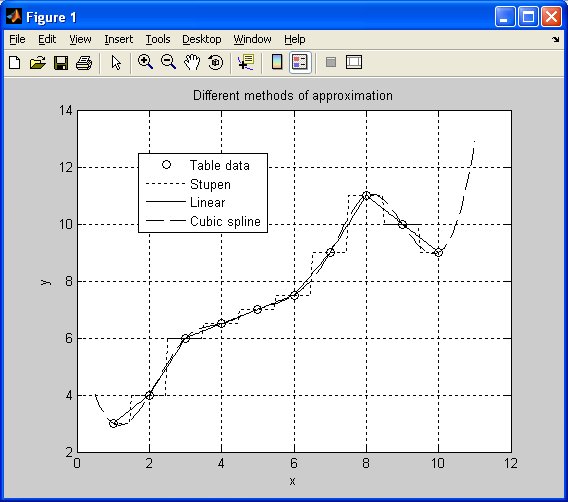 Figure 1
File Edit View Insert Tools Desktop Window Help
Different methods of approximation
14
12
10
8
6
4
2
Table data
Stupen
Linear
Cubic spline
y
0 2 4 6 8 10 12
x